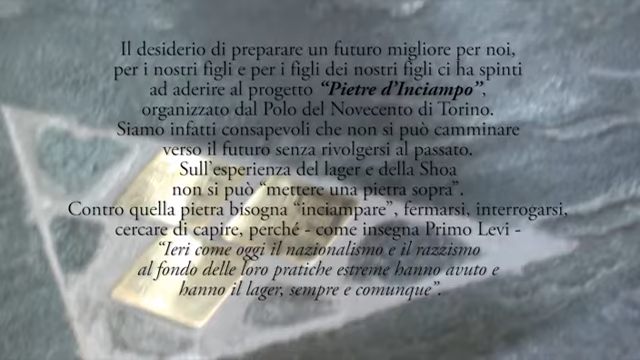 Il desiderio di preparare un futuro migliore per noi,
per i nostri figli e per i figli dei nostri figli ci ha spinti
ad aderire al progetto “Pietre d’Inciampo”,
organizzato dal Polo del Novecento di Torino.
Siamo infatti consapevoli che non si può camminare
verso il futuro senza rivolgersi al passato.
Sull’esperienza del lager e della Shoa
non si può “mettere una pietra sopra”.
Contro quella pietra bisogna “inciampare”, fermarsi, interrogarsi,
cercare di capire, perché - come insegna Primo Levi -
“Ieri come oggi il nazionalismo e il razzismo
al fondo delle loro pratiche estreme hanno avuto e
hanno il lager, sempre e comunque”.